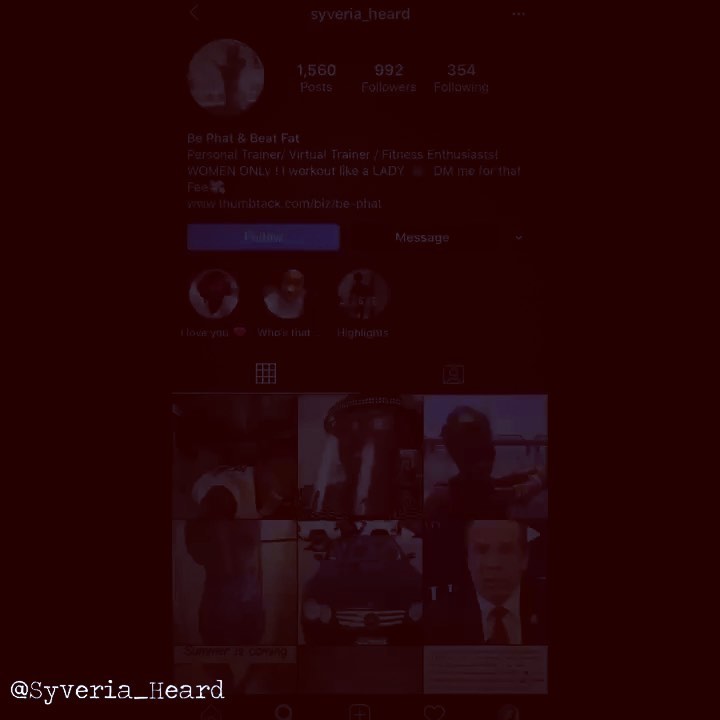 syveria_heard
1,560 992 354
Posts Followers Following
Be Phat & Beat Fat
Personal Trainer/ Virtual Trainer / Fitness Enthusiasts!
WOMEN ONLY ! I workout like a LADY DM me for that
Fee
www.thumbtack.com/biz/be-phat
Follow Message
I love you Who's that... Highlights
Summer is coming
@Syveria_Heard